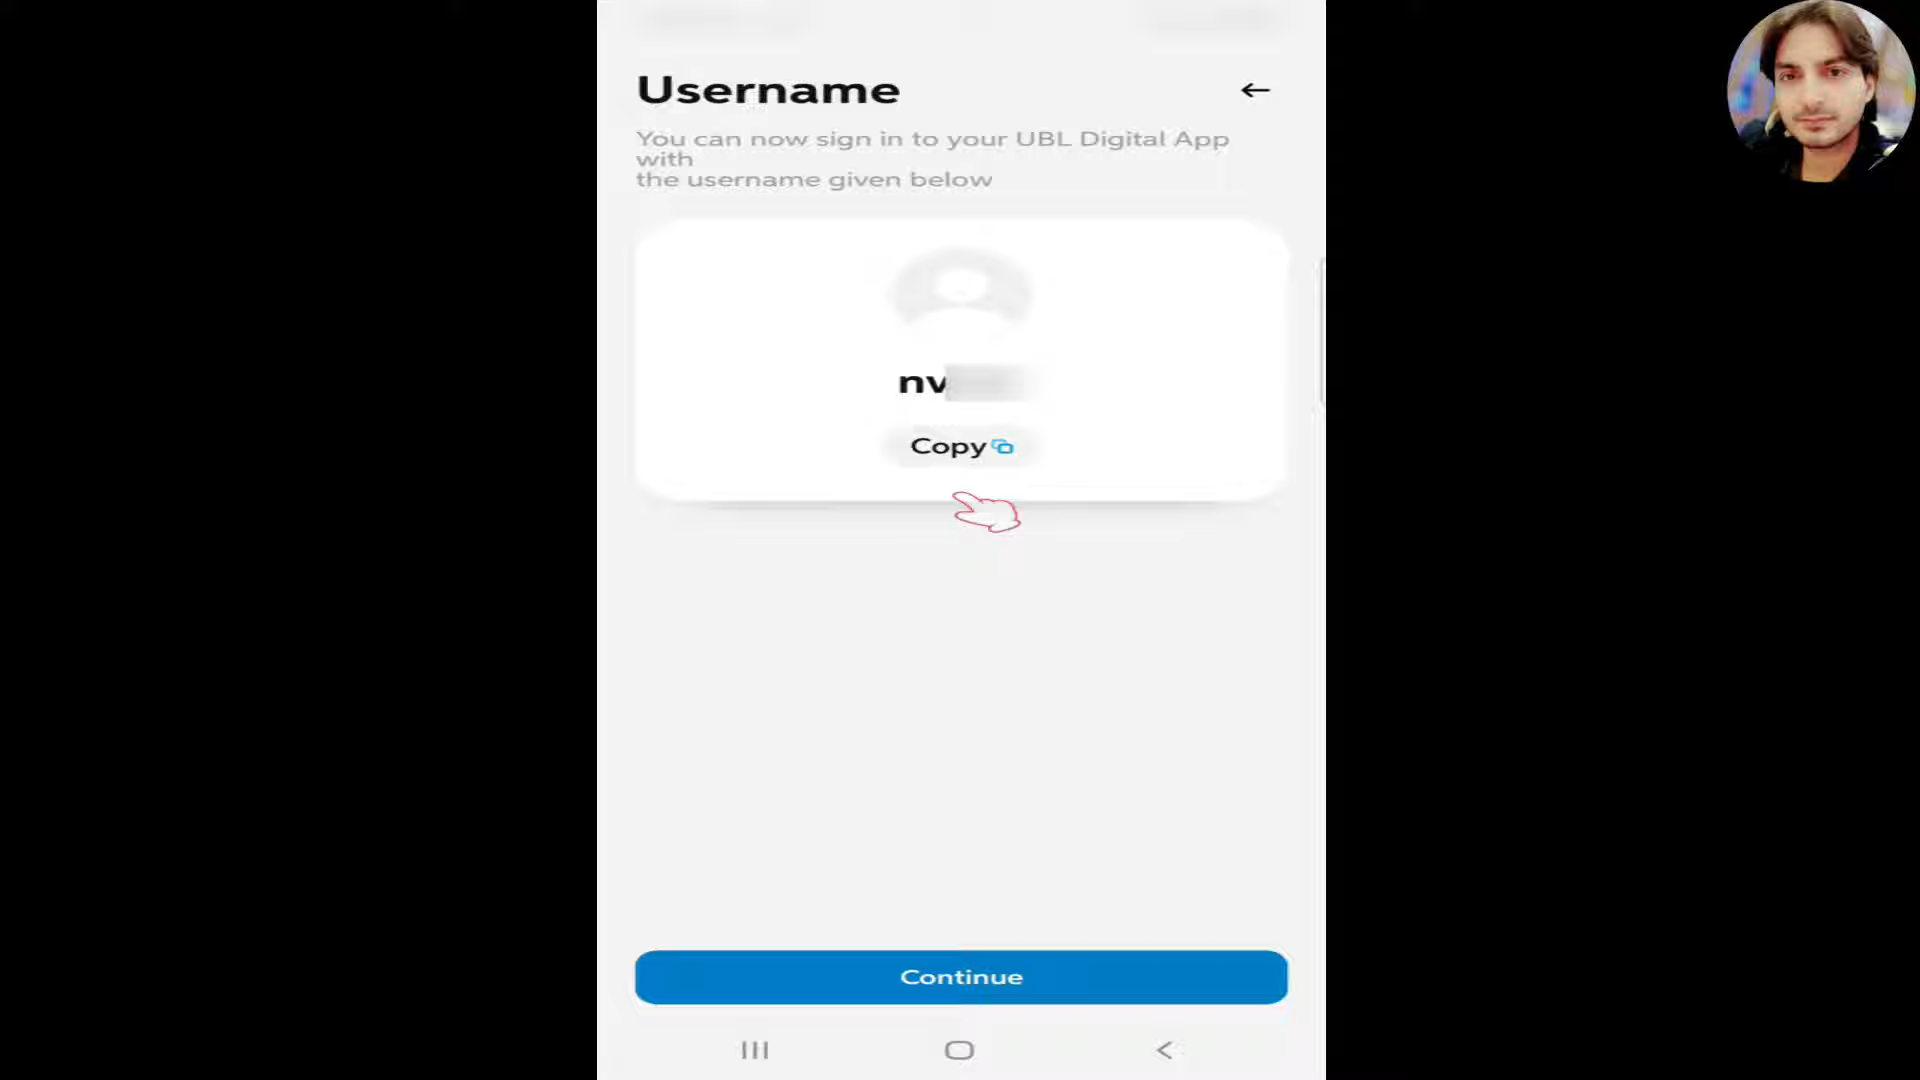 Username
You can now sign in to your UBL Digital App
with
the username given below
nv
Copy
Continue